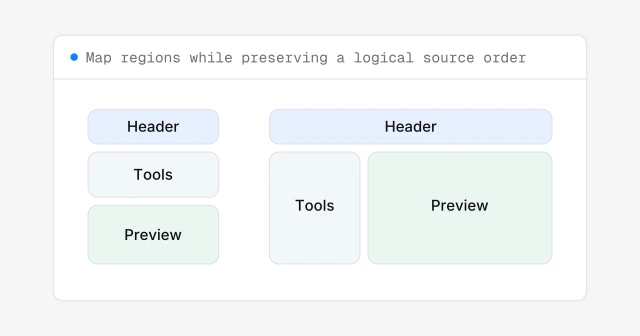 Map regions while preserving a logical source order
Header
Tools
Preview
Header
Tools
Preview